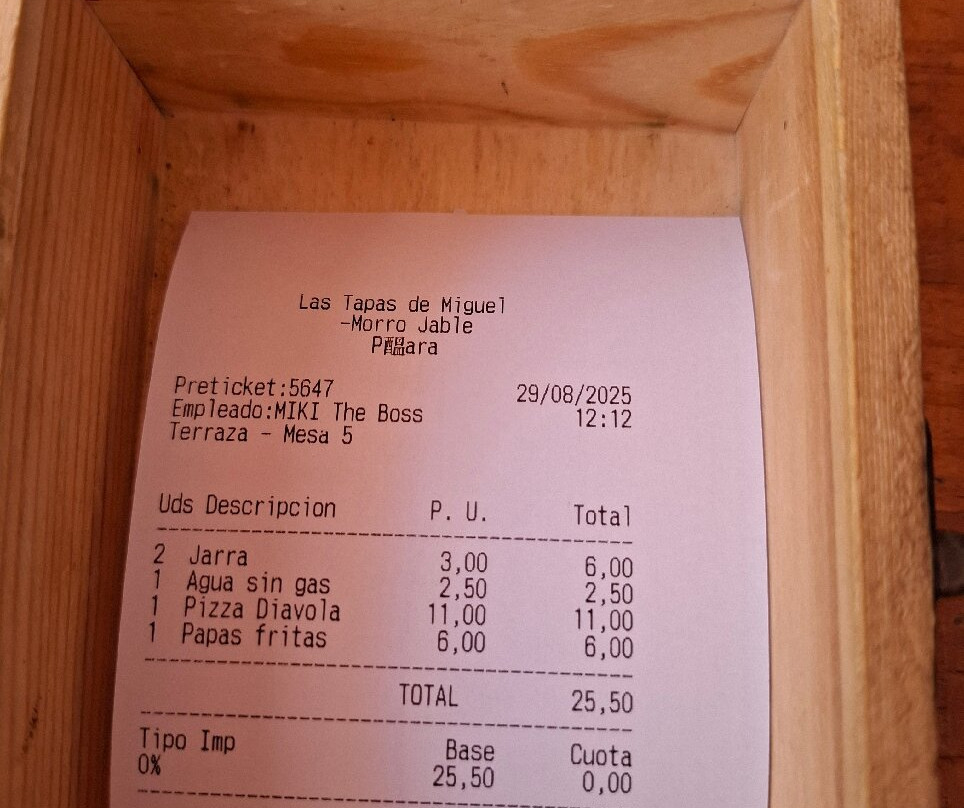 Las Tapas de Miguel
-Morro Jable
Preticket:5647 29/08/2025
Empleado:MIKI The Boss 12:12
Terraza - Mesa 5
Uds Descripcion P. U. Total
2 Jarra 3,00 6,00
1 Agua sin gas 2,50 2,50
1 Pizza Diavola 11,00 11,00
1 Papas fritas 6,00 6,00
TOTAL 25,50
Tipo Imp Base Cuota
0% 25,50 0,00